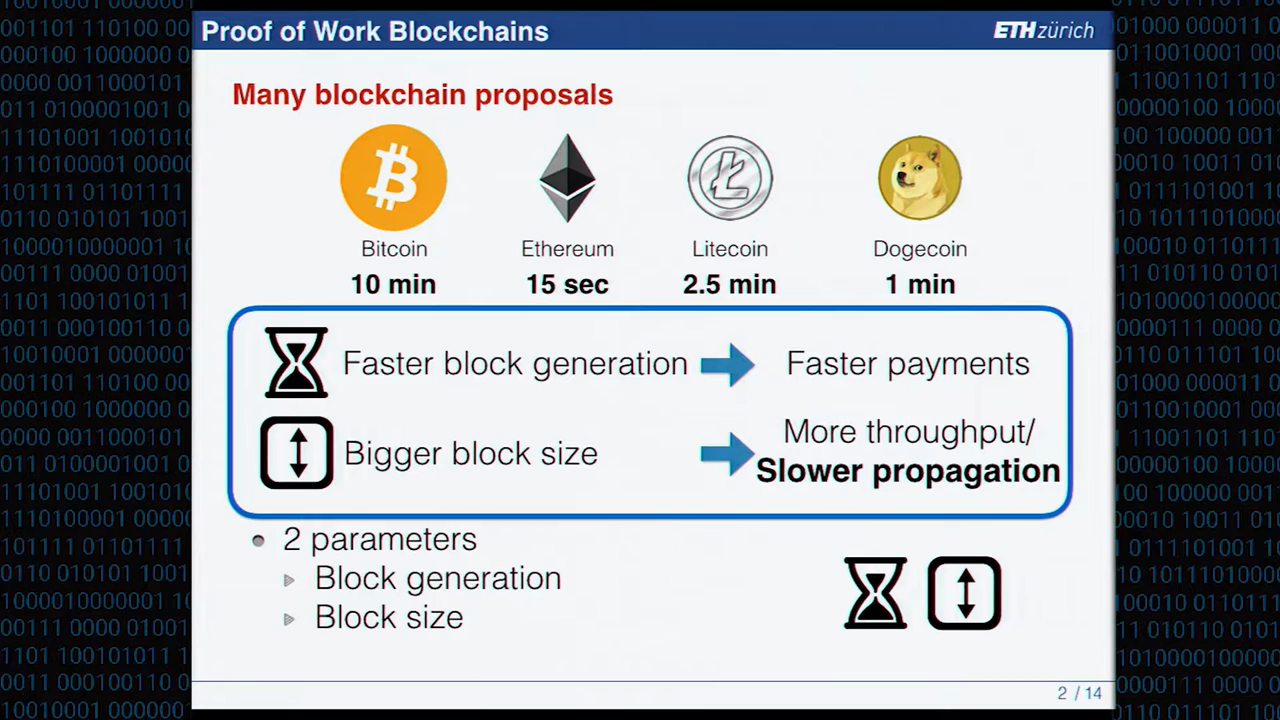 Proof of Work Blockchains
ETH zürich
Many blockchain proposals
Bitcoin
Ethereum
Litecoin
Dogecoin
10 min
15 sec
2.5 min
1 min
Faster block generation
Faster payments
Bigger block size
More throughput/
Slower propagation
2 parameters
Block generation
Block size
2 / 14